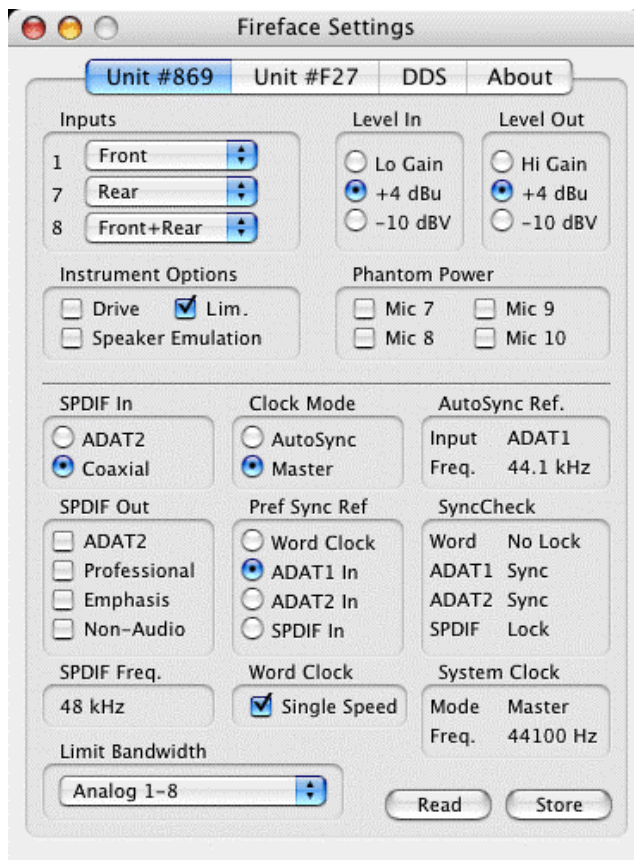 Fireface Settings
Unit #869 Unit #F27 DDS About
Inputs
1 Front
7 Rear
8 Front+Rear
Level In
Lo Gain
+4 dBu
-10 dBV
Level Out
Hi Gain
+4 dBu
-10 dBV
Instrument Options
Drive Lim.
Speaker Emulation
Phantom Power
Mic 7 Mic 9
Mic 8 Mic 10
SPDIF In
ADAT2
Coaxial
Clock Mode
AutoSync
Master
AutoSync Ref.
Input ADAT1
Freq. 44.1 kHz
SPDIF Out
ADAT2
Professional
Emphasis
Non-Audio
Pref Sync Ref
Word Clock
ADAT1 In
ADAT2 In
SPDIF In
SyncCheck
Word No Lock
ADAT1 Sync
ADAT2 Sync
SPDIF Lock
SPDIF Freq.
48 kHz
Word Clock
Single Speed
System Clock
Mode Master
Freq. 44100 Hz
Limit Bandwidth
Analog 1-8
Read Store